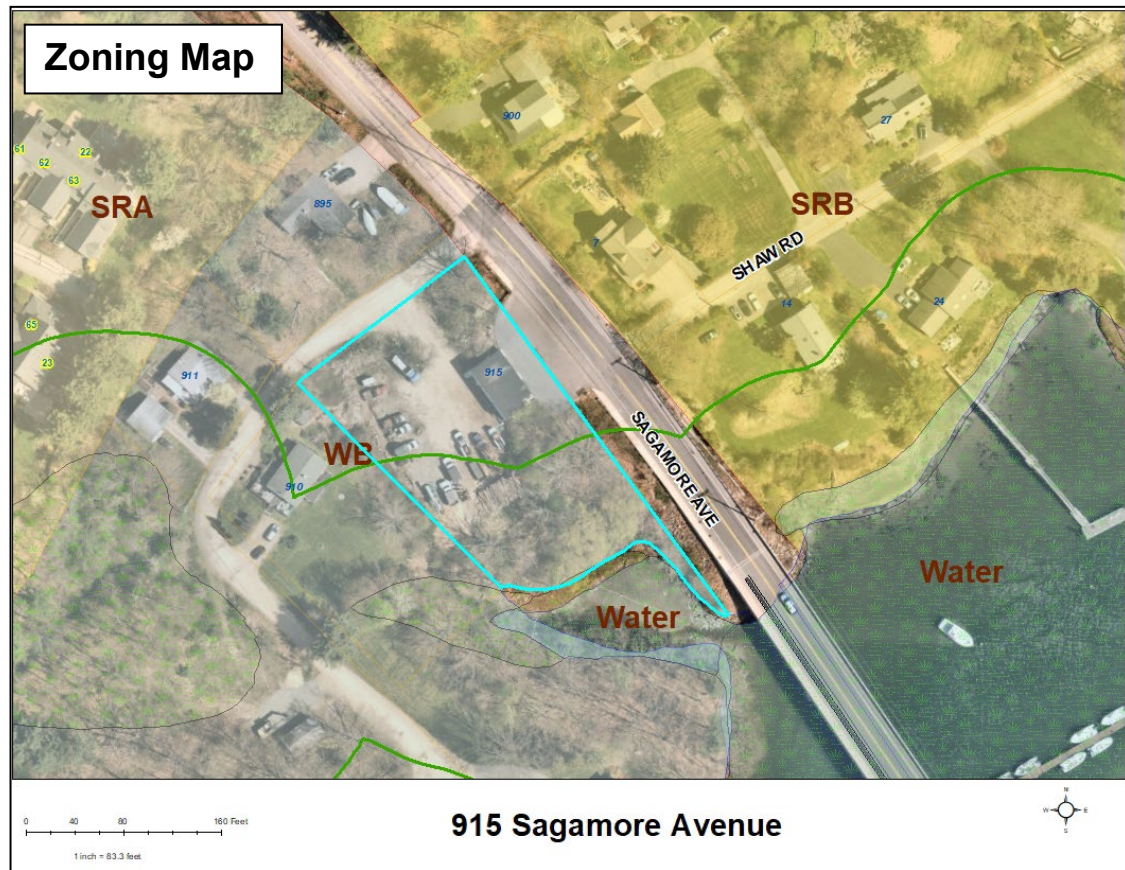 Zoning Map
900
27
61
62
22
63
SRA
895
SRB
7
SHAW RD
14
24
65
23
911
915
WB
910
SAGAMORE AVE
Water
Water
0 40 80 160 Feet
1 inch = 83.3 feet
915 Sagamore Avenue
N
W E
S